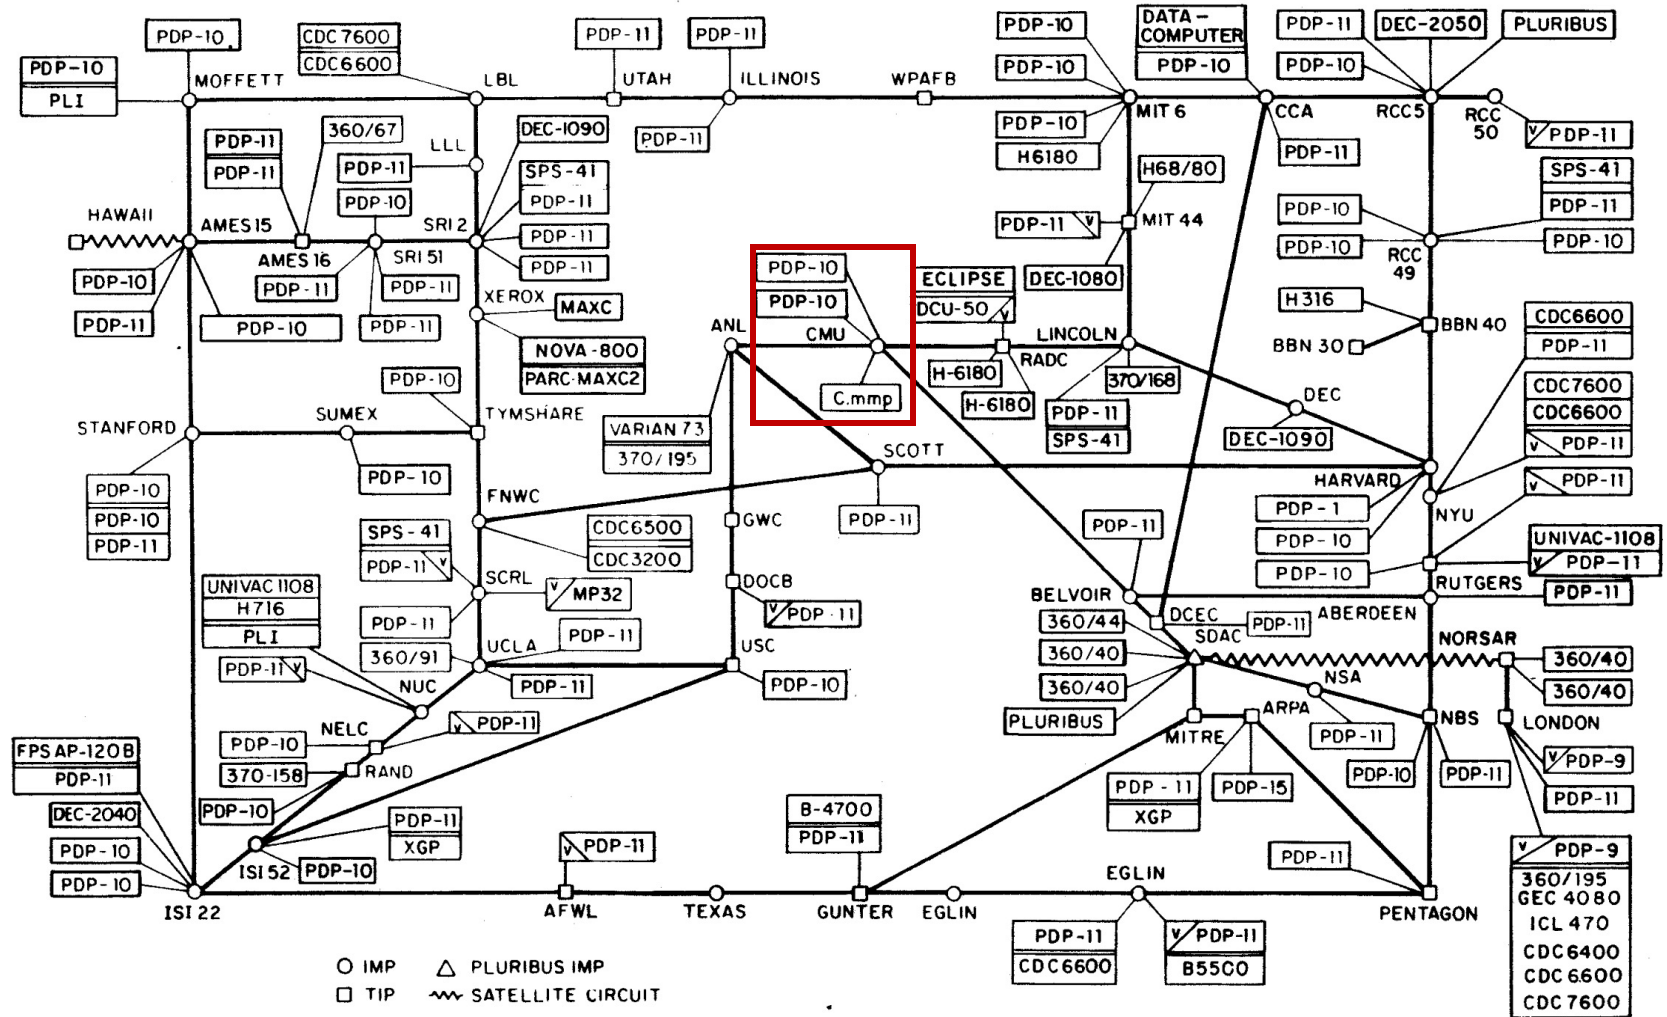 PDP-10
PDP-10
PLI
MOFFETT
CDC7600
CDC6600
LBL
PDP-11
UTAH
PDP-11
ILLINOIS
PDP-11
WPAFB
PDP-10
PDP-10
PDP-10
H6180
MIT 6
DATA-
COMPUTER
PDP-10
CCA
PDP-11
PDP-11
PDP-10
DEC-2050
PLURIBUS
RCC5
RCC
50
V PDP-11
PDP-11
PDP-11
360/67
LLL
PDP-11
DEC-1090
SPS-41
PDP-11
PDP-11
PDP-11
PDP-10
HAWAII
AMES15
AMES16
SRI 51
SRI 2
PDP-10
PDP-11
PDP-10
PDP-11
PDP-11
PDP-11
H68/80
PDP-11 V
MIT 44
DEC-1080
PDP-10
PDP-10
SPS-41
PDP-11
PDP-10
RCC
49
XEROX
MAXC
NOVA-800
PARC-MAXC2
PDP-10
PDP-10
CMU
C.mmp
ANL
ECLIPSE
DCU-50 V
RADC
H-6180
H-6180
LINCOLN
370/168
PDP-11
SPS-41
H316
BBN 40
BBN 30
CDC6600
PDP-11
CDC7600
CDC6600
V PDP-11
V PDP-11
DEC
DEC-1090
PDP-10
TYMSHARE
SUMEX
PDP-10
STANFORD
PDP-10
PDP-10
PDP-11
VARIAN 73
370/195
SCOTT
PDP-11
HARVARD
PDP-1
PDP-10
PDP-10
NYU
FNWC
CDC6500
CDC3200
GWC
SPS-41
PDP-11 V
SCRL
V MP32
PDP-11
DOCB
V PDP-11
PDP-11
BELVOIR
UNIVAC-1108
V PDP-11
RUTGERS
ABERDEEN
PDP-11
UNIVAC 1108
H716
PLI
PDP-11 V
UCLA
PDP-11
360/91
PDP-11
USC
PDP-10
360/44
360/40
360/40
PLURIBUS
DCEC
PDP-11
SDAC
NORSAR
360/40
360/40
NSA
PDP-11
NUC
NELC
V PDP-11
PDP-10
370-158
RAND
PDP-10
MITRE
ARPA
PDP-11
XGP
PDP-15
NBS
PDP-10
PDP-11
LONDON
V PDP-9
PDP-11
FPS AP-120B
PDP-11
DEC-2040
PDP-10
PDP-10
PDP-11
XGP
ISI 52
PDP-10
V PDP-11
B-4700
PDP-11
PDP-11
ISI 22
AFWL
TEXAS
GUNTER
EGLIN
EGLIN
PENTAGON
PDP-11
CDC6600
V PDP-11
B5500
V PDP-9
360/195
GEC 4080
ICL 470
CDC6400
CDC6600
CDC7600
IMP
PLURIBUS IMP
TIP
SATELLITE CIRCUIT